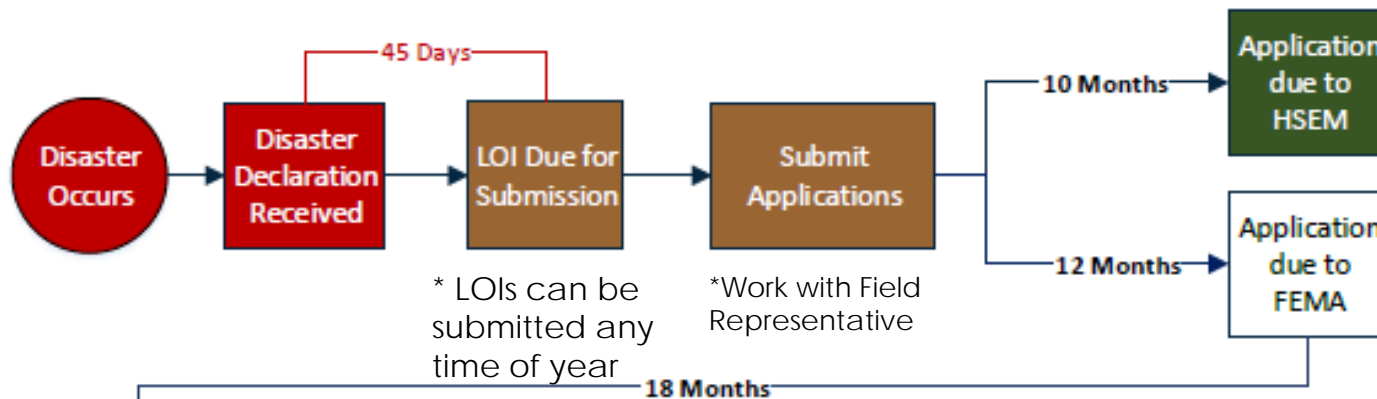 45 Days
Disaster
Occurs
Disaster
Declaration
Received
LOI Due for
Submission
Submit
Applications
10 Months
Application
due to
HSEM
12 Months
Application
due to
FEMA
* LOIs can be
submitted any
time of year
*Work with Field
Representative
18 Months